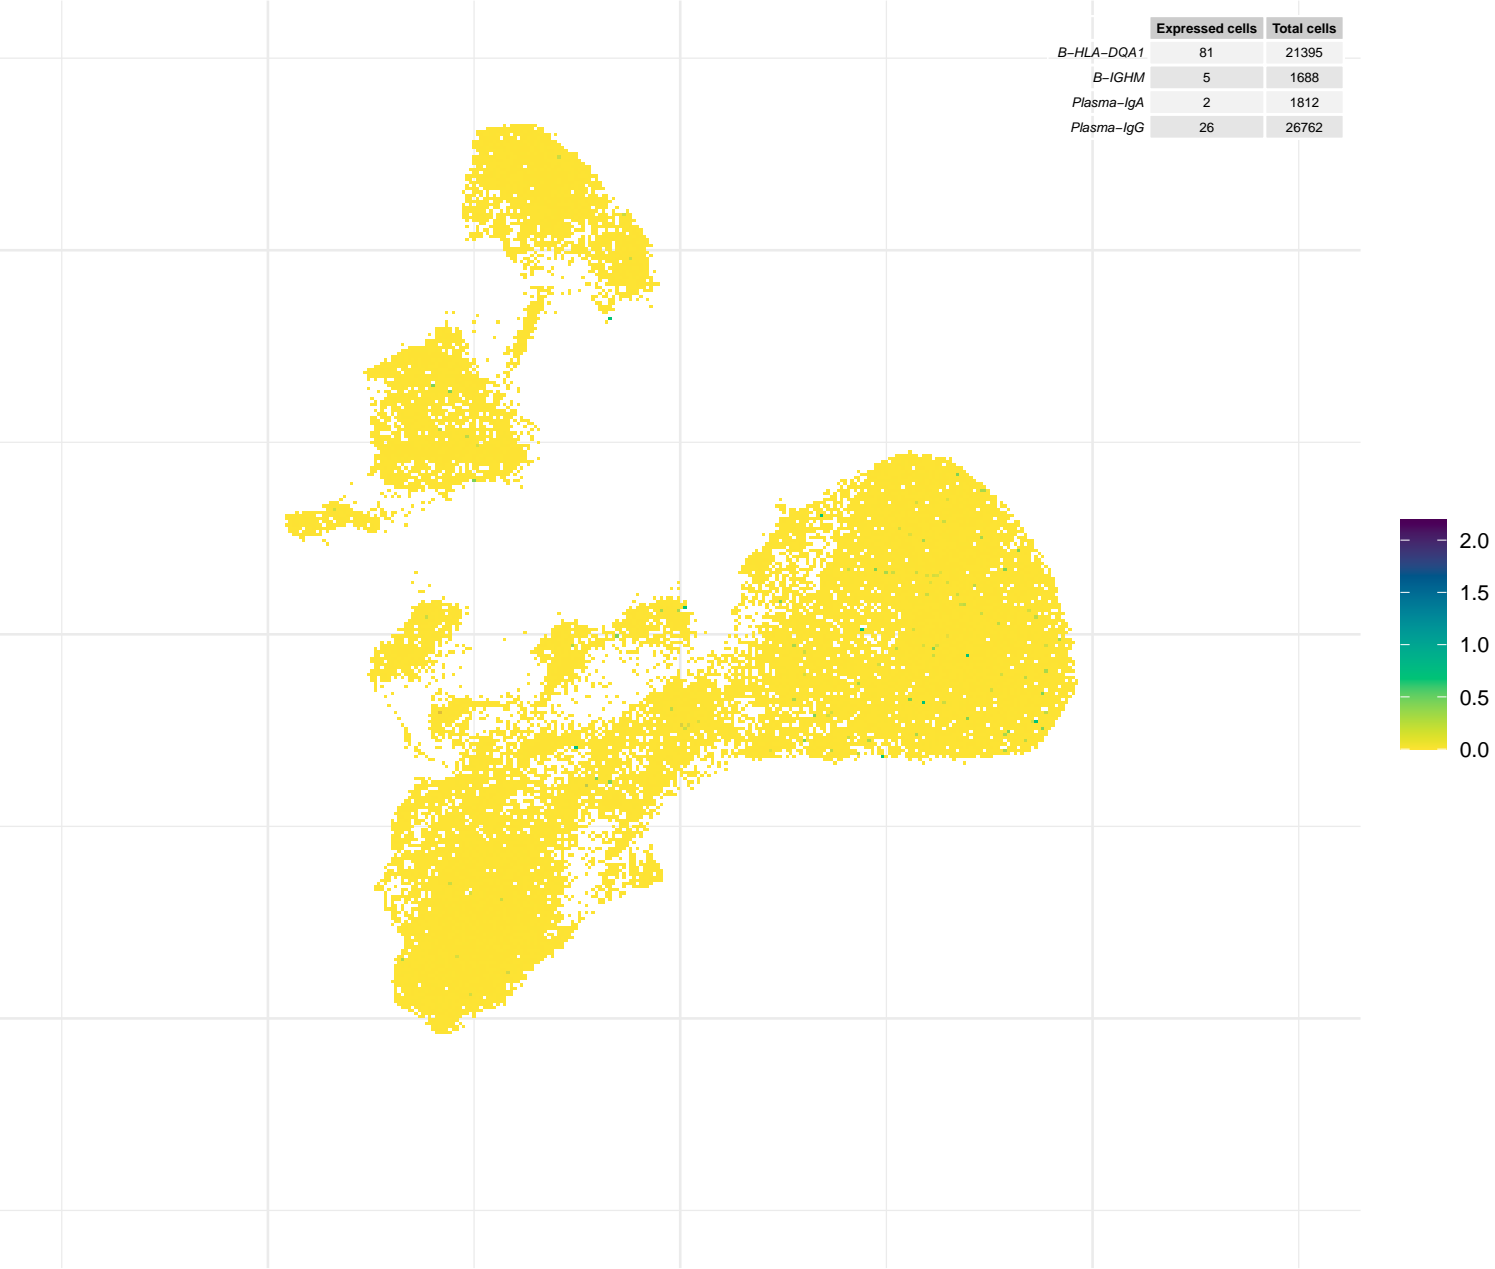 Expressed cells Total cells
B−HLA−DQA1 81 21395
B−IGHM 5 1688
Plasma−IgA 2 1812
Plasma−IgG 26 26762
2.0
1.5
1.0
0.5
0.0